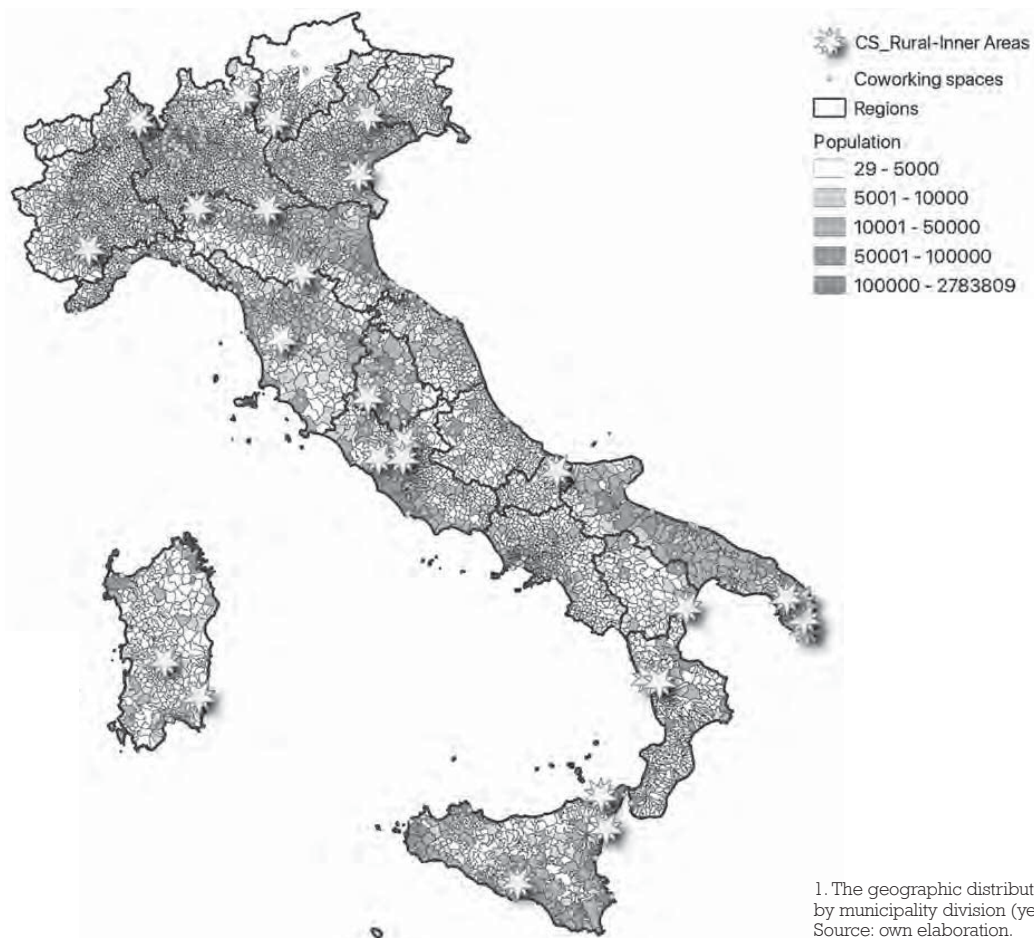 CS_Rural-Inner Areas
Coworking spaces
Regions
Population
29 - 5000
5001 - 10000
10001 - 50000
50001 - 100000
100000 - 2783809
1. The geographic distribut
by municipality division (ye
Source: own elaboration.